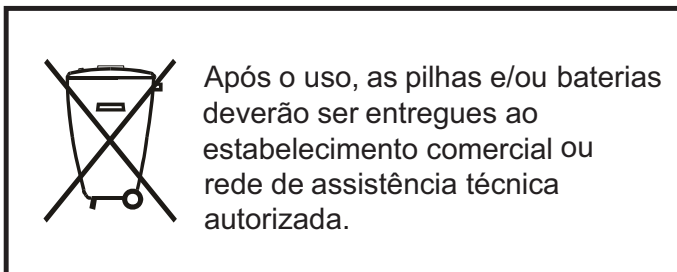 Após o uso, as pilhas e/ou baterias
deverão ser entregues ao
estabelecimento comercial ou
rede de assistência técnica
autorizada.